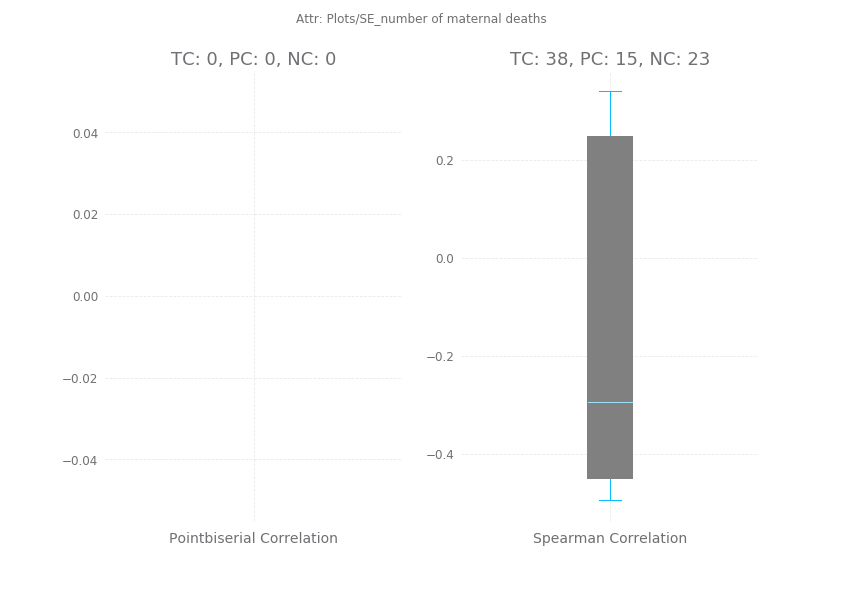 Attr: Plots/SE_number of maternal deaths
TC: 0, PC: 0, NC: 0
0.04
0.02
0.00
−0.02
−0.04
Pointbiserial Correlation
TC: 38, PC: 15, NC: 23
0.2
0.0
−0.2
−0.4
Spearman Correlation